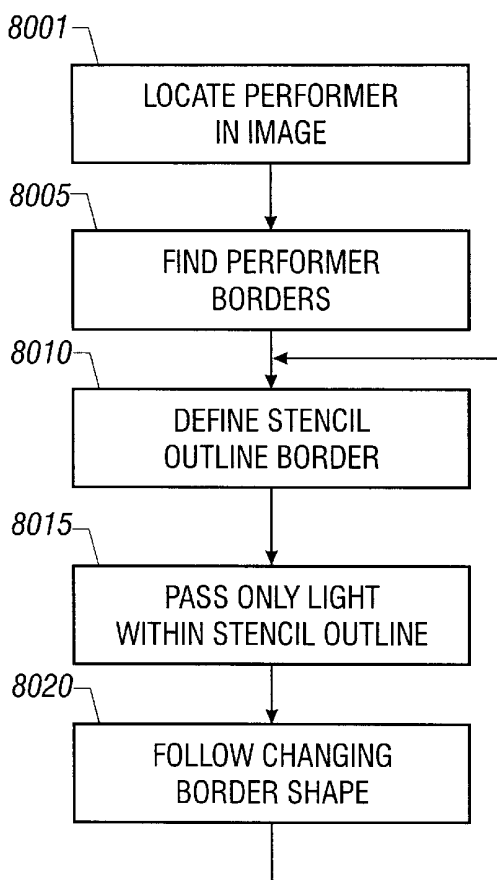 8001
LOCATE PERFORMER
IN IMAGE
8005
FIND PERFORMER
BORDERS
8010
DEFINE STENCIL
OUTLINE BORDER
8015
PASS ONLY LIGHT
WITHIN STENCIL OUTLINE
8020
FOLLOW CHANGING
BORDER SHAPE